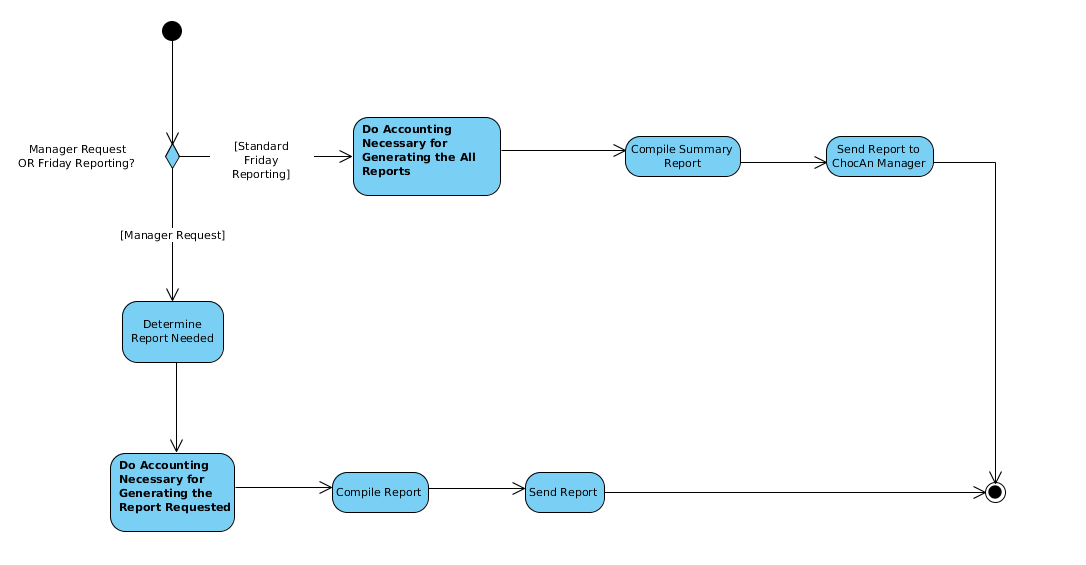 Manager Request
OR Friday Reporting?
[Standard
Friday
Reporting]
Do Accounting
Necessary for
Generating the All
Reports
Compile Summary
Report
Send Report to
ChocAn Manager
[Manager Request]
Determine
Report Needed
Do Accounting
Necessary for
Generating the
Report Requested
Compile Report
Send Report